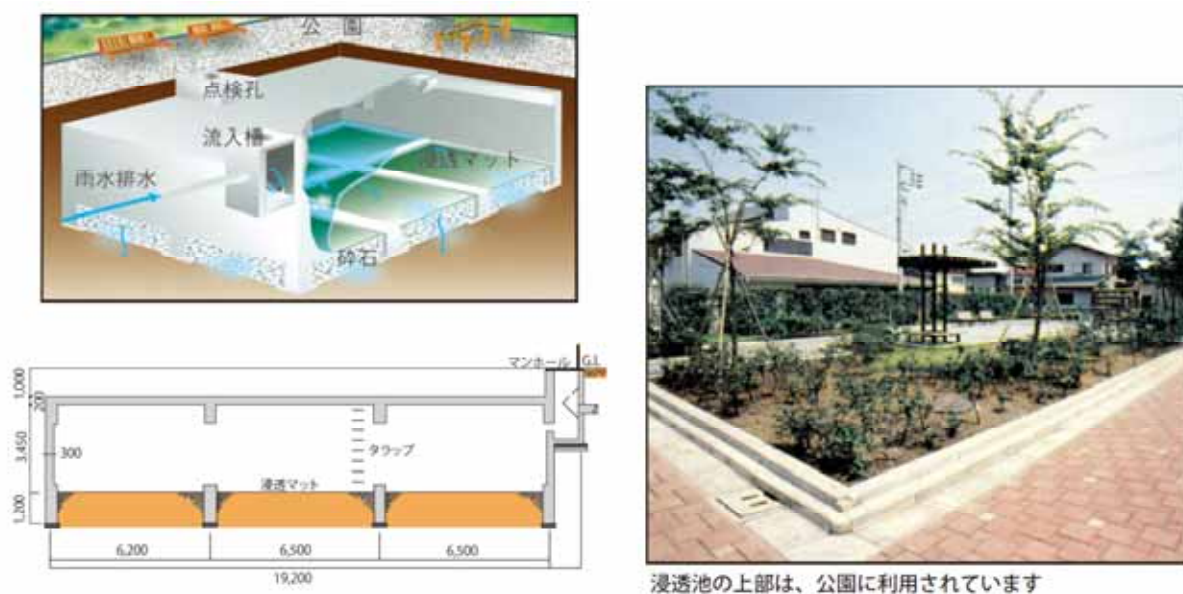 公園
点検孔
流入槽
浸透マット
雨水排水
砕石
マンホール G.L
1,000
200
3,450
300
タラップ
浸透マット
1,200
6,200 6,500 6,500
19,200
浸透池の上部は、公園に利用されています